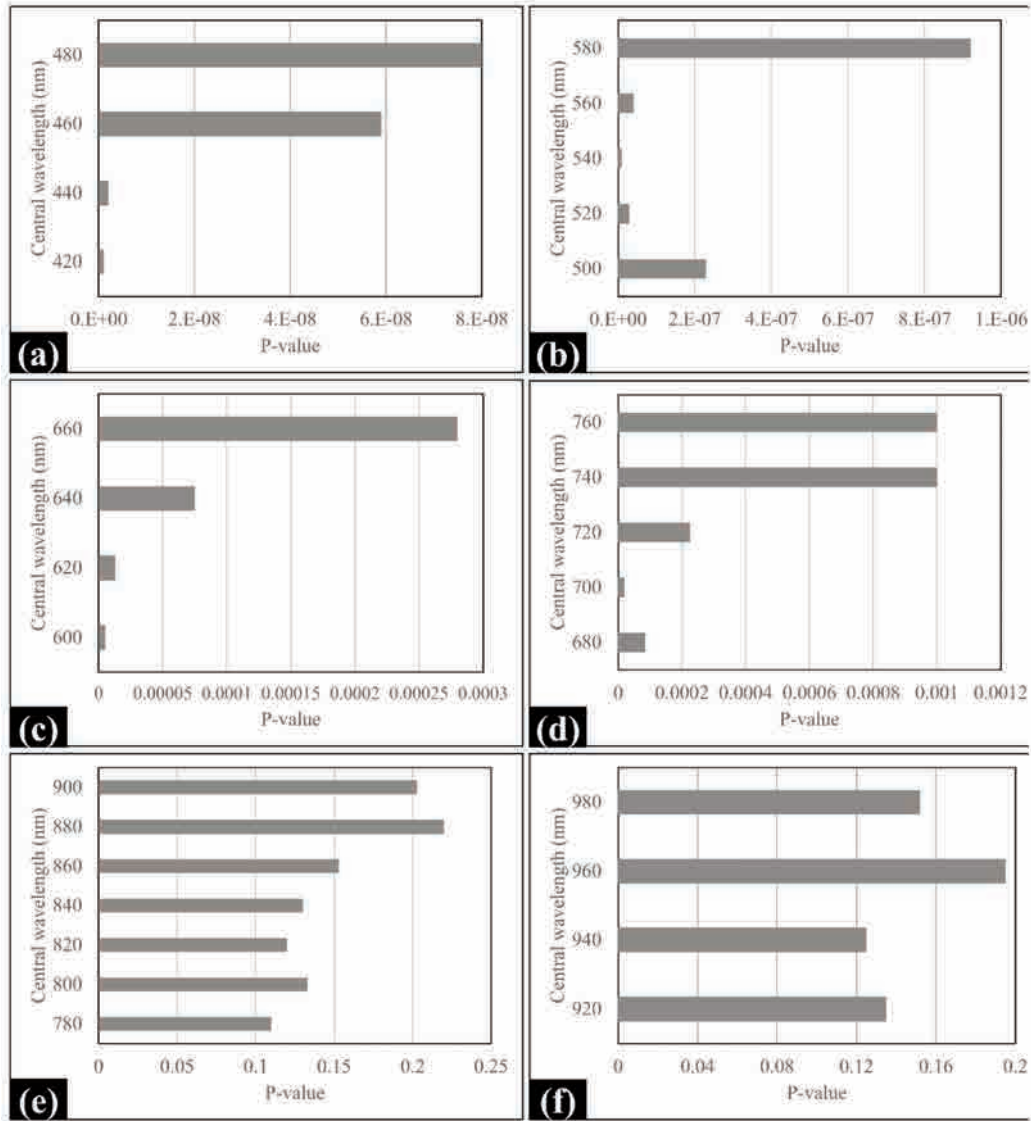 Central wavelength (nm)
480
460
440
420
0.E+00 2.E-08 4.E-08 6.E-08 8.E-08
P-value
(a)
Central wavelength (nm)
580
560
540
520
500
0.E+00 2.E-07 4.E-07 6.E-07 8.E-07 1.E-06
P-value
(b)
Central wavelength (nm)
660
640
620
600
0 0.00005 0.0001 0.00015 0.0002 0.00025 0.0003
P-value
(c)
Central wavelength (nm)
760
740
720
700
680
0 0.0002 0.0004 0.0006 0.0008 0.001 0.0012
P-value
(d)
Central wavelength (nm)
900
880
860
840
820
800
780
0 0.05 0.1 0.15 0.2 0.25
P-value
(e)
Central wavelength (nm)
980
960
940
920
0 0.04 0.08 0.12 0.16 0.2
P-value
(f)